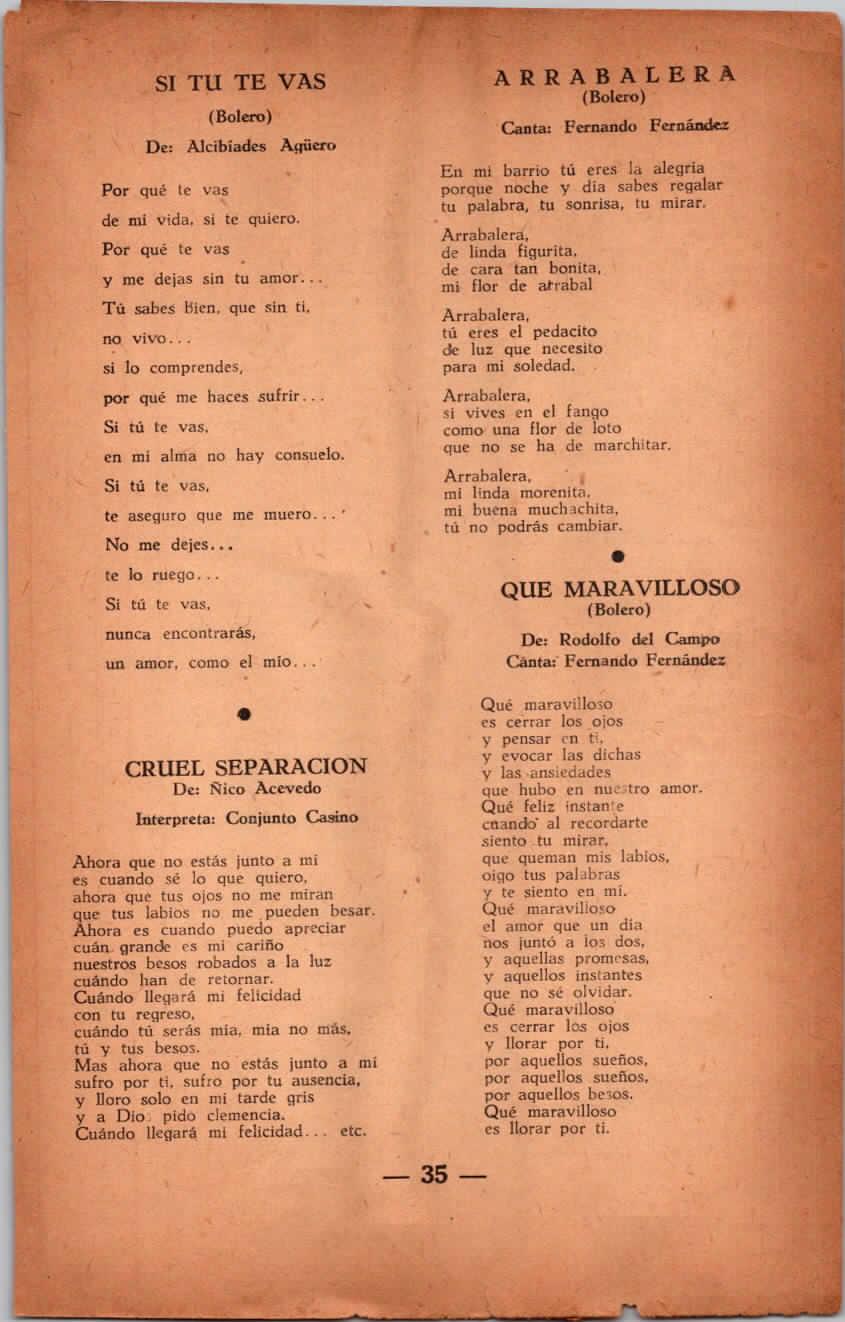 SI TU TE VAS
(Bolero)
De: Alcibíades Agüero
Por qué te vas
de mi vida, si te quiero.
Por qué te vas
y me dejas sin tu amor...
Tú sabes Bien, que sin ti,
no vivo...
si lo comprendes,
por qué me haces sufrir...
Si tú te vas,
en mi alma no hay consuelo.
Si tú te vas,
te aseguro que me muero...
No me dejes...
te lo ruego...
Si tú te vas,
nunca encontrarás,
un amor, como el mío...
CRUEL SEPARACION
De: Ñico Acevedo
Interpreta: Conjunto Casino
Ahora que no estás junto a mí
es cuando sé lo que quiero,
ahora que tus ojos no me miran
que tus labios no me pueden besar.
Ahora es cuando puedo apreciar
cuán grande es mi cariño
nuestros besos robados a la luz
cuándo han de retornar.
Cuándo llegará mi felicidad
con tu regreso,
cuándo tú serás mía, mía no más,
tú y tus besos.
Mas ahora que no estás junto a mí
sufro por ti, sufro por tu ausencia,
y lloro solo en mi tarde gris
y a Dios pido clemencia.
Cuándo llegará mi felicidad... etc.
ARRABALERA
(Bolero)
Canta: Fernando Fernández
En mi barrio tú eres la alegría
porque noche y día sabes regalar
tu palabra, tu sonrisa, tu mirar.
Arrabalera,
de linda figurita,
de cara tan bonita,
mi flor de arrabal
Arrabalera,
tú eres el pedacito
de luz que necesito
para mi soledad.
Arrabalera,
si vives en el fango
como una flor de loto
que no se ha de marchitar.
Arrabalera,
mi linda morenita,
mi buena muchachita,
tú no podrás cambiar.
QUE MARAVILLOSO
(Bolero)
De: Rodolfo del Campo
Canta: Fernando Fernández
Qué maravilloso
es cerrar los ojos
y pensar en ti,
y evocar las dichas
y las ansiedades
que hubo en nuestro amor.
Qué feliz instante
cuando al recordarte
siento tu mirar,
que queman mis labios,
oigo tus palabras
y te siento en mí.
Qué maravilloso
el amor que un día
nos juntó a los dos,
y aquellas promesas,
y aquellos instantes
que no sé olvidar.
Qué maravilloso
es cerrar los ojos
y llorar por ti,
por aquellos sueños,
por aquellos sueños,
por aquellos besos.
Qué maravilloso
es llorar por ti.
— 35 —